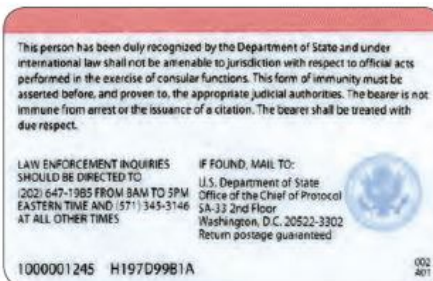 This person has been duly recognized by the Department of State and under
international law shall not be amenable to jurisdiction with respect to official acts
performed in the exercise of consular functions. This form of immunity must be
asserted before, and proven to, the appropriate judicial authorities. The bearer is not
immune from arrest or the issuance of a citation. The bearer shall be treated with
due respect.
LAW ENFORCEMENT INQUIRIES
SHOULD BE DIRECTED TO
(202) 647-1985 FROM 8AM TO 5PM
EASTERN TIME AND (571) 345-3146
AT ALL OTHER TIMES
IF FOUND, MAIL TO:
U.S. Department of State
Office of the Chief of Protocol
SA-33 2nd Floor
Washington, D.C. 20522-3302
Return postage guaranteed
1000001245 H197D99B1A
002
A01